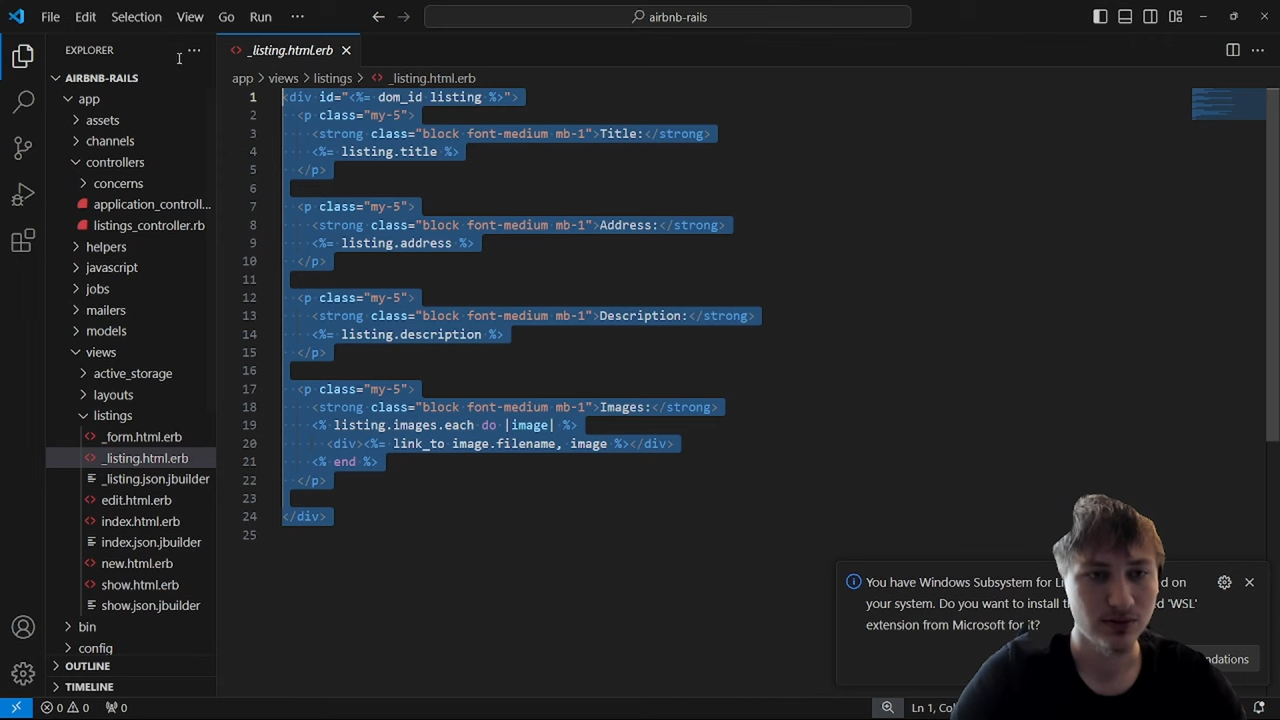 File Edit Selection View Go Run ··· airbnb-rails
EXPLORER ···
AIRBNB-RAILS
app
assets
channels
controllers
concerns
application_controll...
listings_controller.rb
helpers
javascript
jobs
mailers
models
views
active_storage
layouts
listings
_form.html.erb
_listing.html.erb
_listing.json.jbuilder
edit.html.erb
index.html.erb
index.json.jbuilder
new.html.erb
show.html.erb
show.json.jbuilder
bin
config
OUTLINE
TIMELINE
_listing.html.erb
app > views > listings > _listing.html.erb
1 <div id="<%= dom_id listing %>">
2 <p class="my-5">
3 <strong class="block font-medium mb-1">Title:</strong>
4 <%= listing.title %>
5 </p>
6
7 <p class="my-5">
8 <strong class="block font-medium mb-1">Address:</strong>
9 <%= listing.address %>
10 </p>
11
12 <p class="my-5">
13 <strong class="block font-medium mb-1">Description:</strong>
14 <%= listing.description %>
15 </p>
16
17 <p class="my-5">
18 <strong class="block font-medium mb-1">Images:</strong>
19 <% listing.images.each do |image| %>
20 <div><%= link_to image.filename, image %></div>
21 <% end %>
22 </p>
23
24 </div>
25
You have Windows Subsystem for on
your system. Do you want to install 'WSL'
extension from Microsoft for it?
0 0 0 Ln 1,